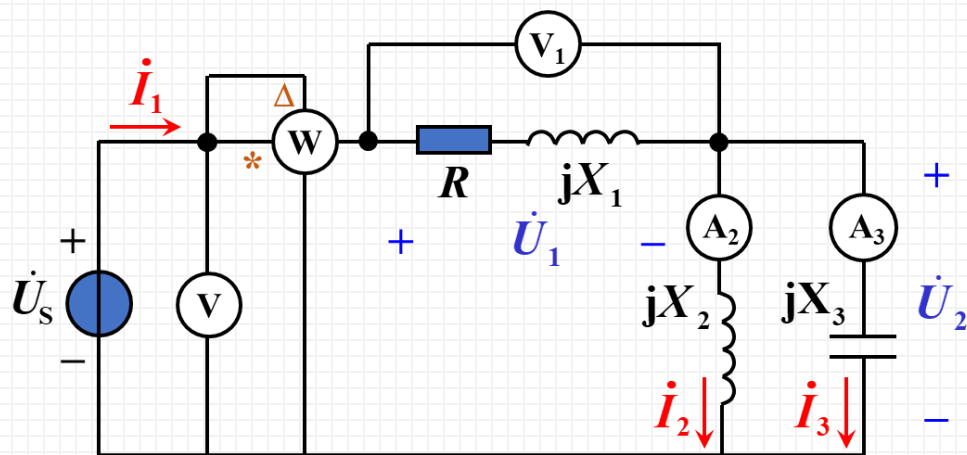 V₁
İ₁
Δ
W
*
R
jX₁
+
U̇₁
−
A₂
A₃
+
+
U̇s
−
V
jX₂
jX₃
U̇₂
İ₂
İ₃
−